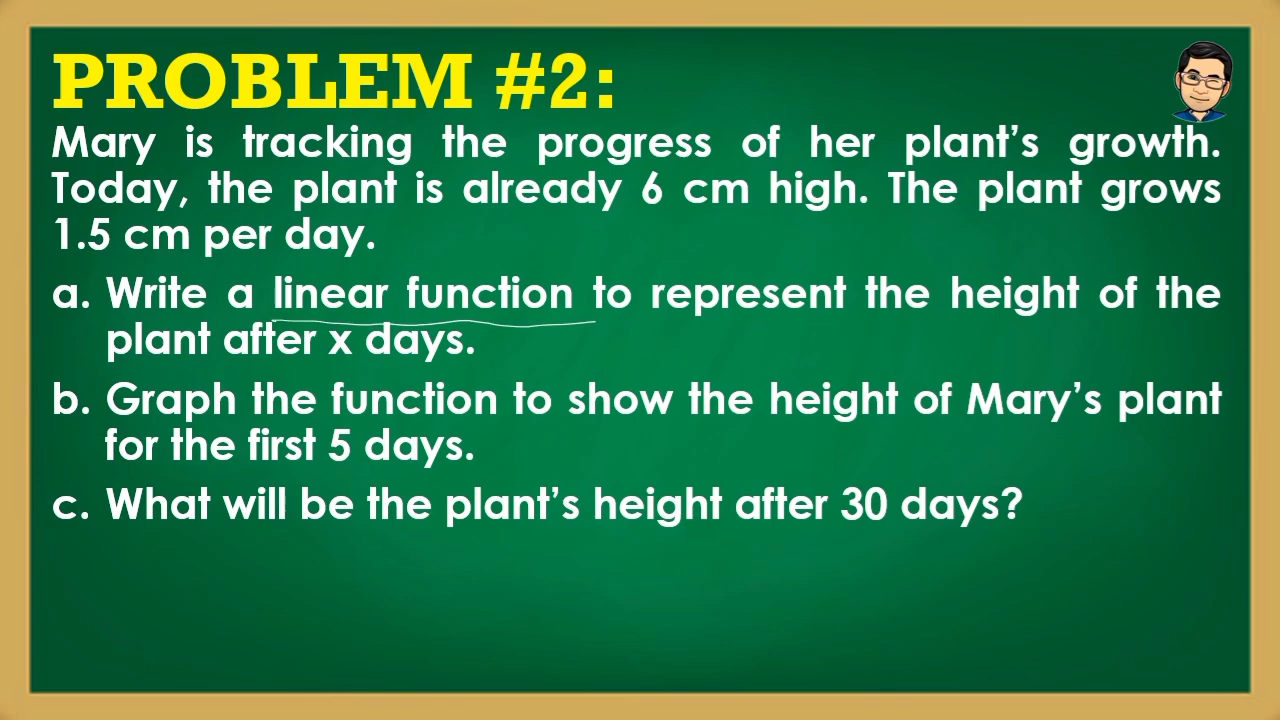 PROBLEM #2:
Mary is tracking the progress of her plant’s growth.
Today, the plant is already 6 cm high. The plant grows
1.5 cm per day.
a. Write a linear function to represent the height of the
plant after x days.
b. Graph the function to show the height of Mary’s plant
for the first 5 days.
c. What will be the plant’s height after 30 days?